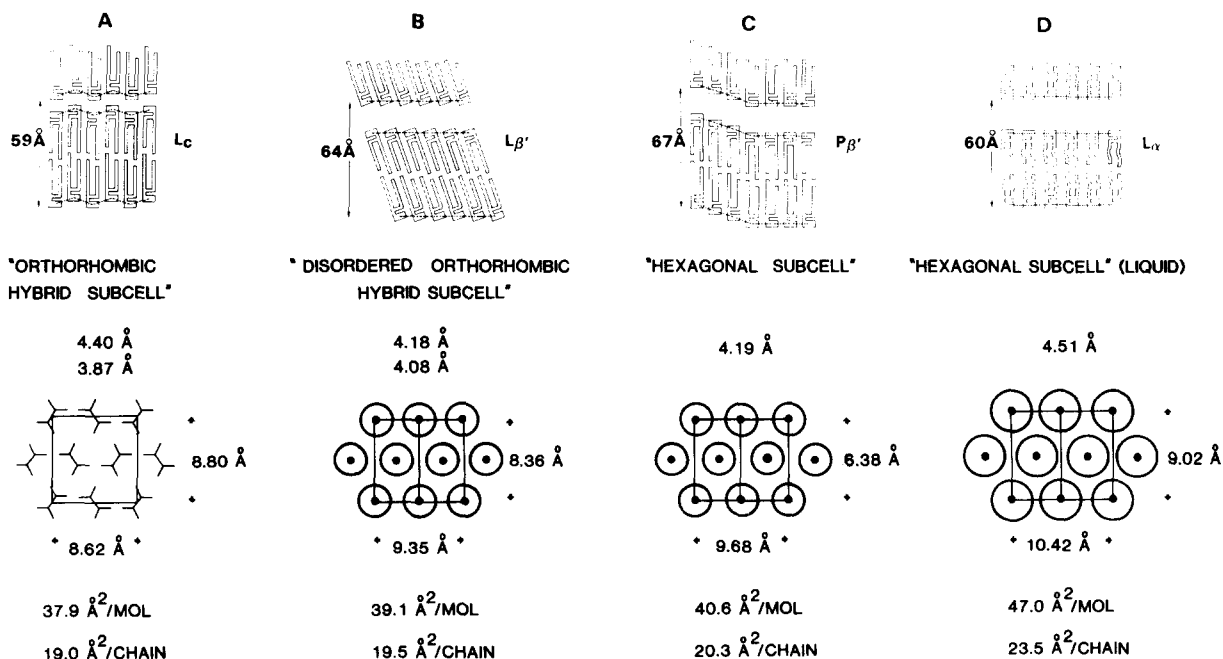 A
B
C
D
59Å
Lc
64Å
Lβ'
67Å
Pβ'
60Å
Lα
"ORTHORHOMBIC
HYBRID SUBCELL"
" DISORDERED ORTHORHOMBIC
HYBRID SUBCELL"
"HEXAGONAL SUBCELL"
"HEXAGONAL SUBCELL" (LIQUID)
4.40 Å
3.87 Å
4.18 Å
4.08 Å
4.19 Å
4.51 Å
8.80 Å
8.36 Å
6.38 Å
9.02 Å
8.62 Å
9.35 Å
9.68 Å
10.42 Å
37.9 Å²/MOL
39.1 Å²/MOL
40.6 Å²/MOL
47.0 Å²/MOL
19.0 Å²/CHAIN
19.5 Å²/CHAIN
20.3 Å²/CHAIN
23.5 Å²/CHAIN